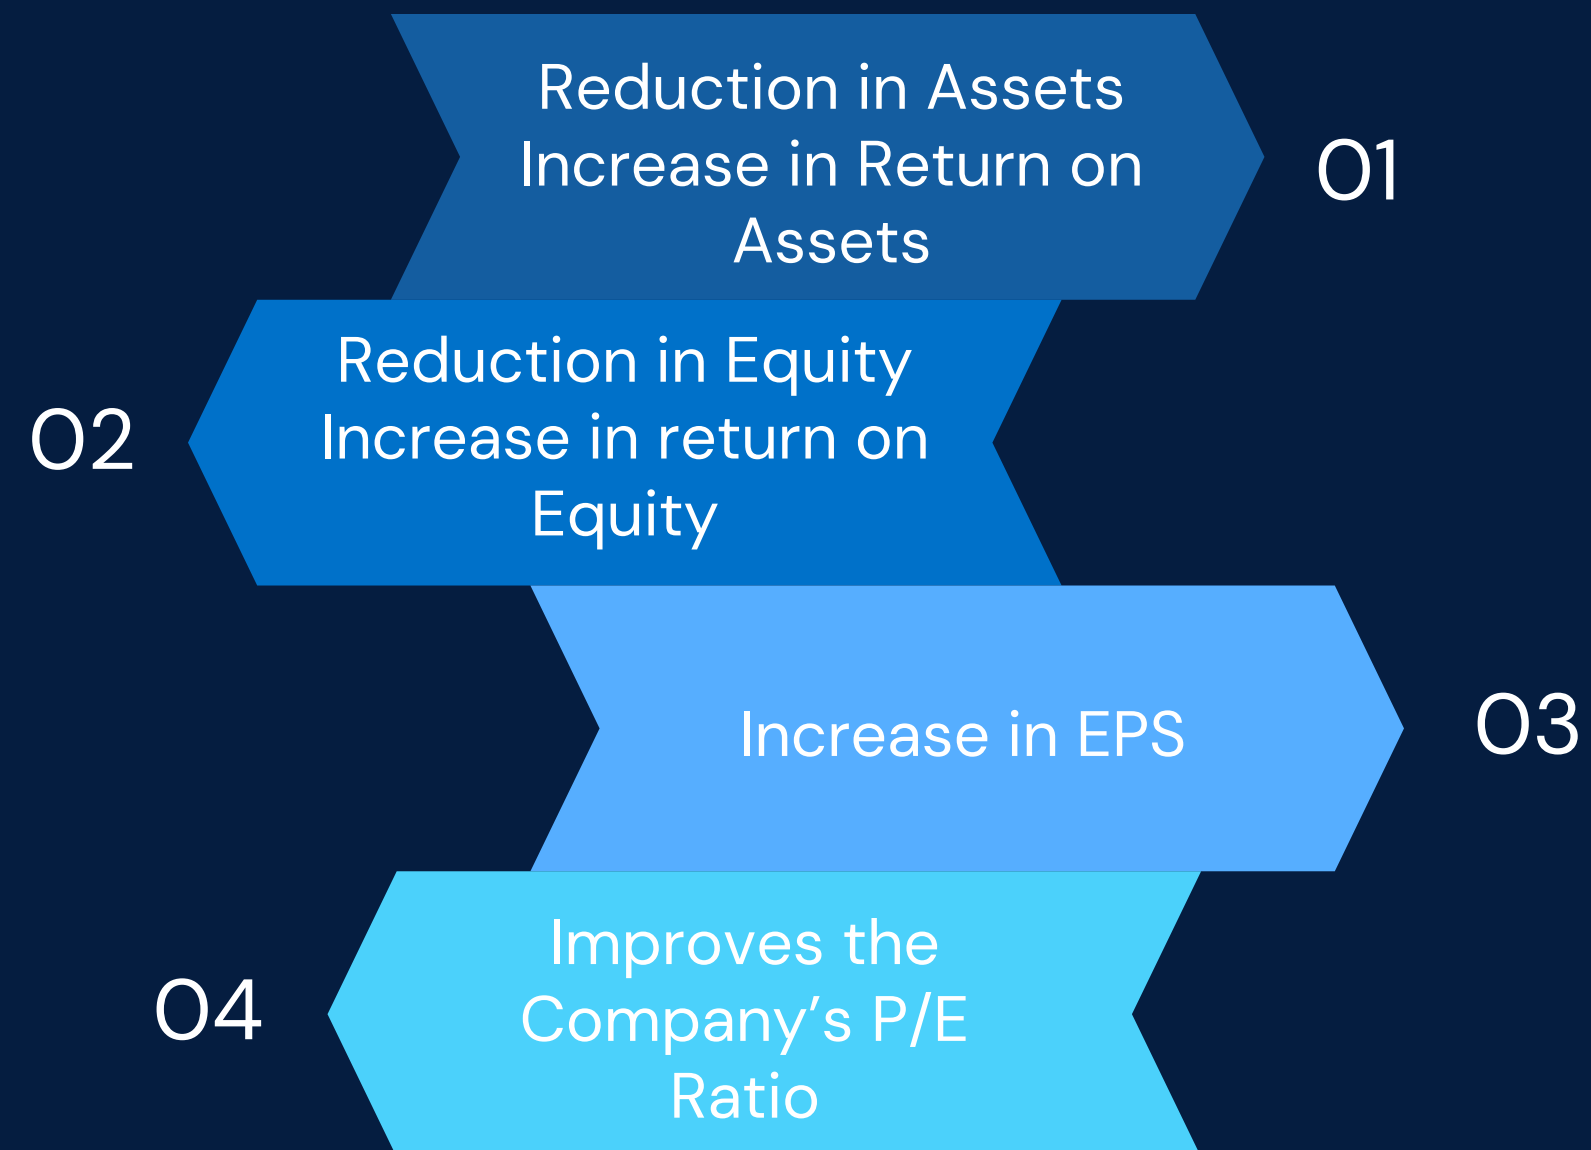 Reduction in Assets
Increase in Return on
Assets
01
02
Reduction in Equity
Increase in return on
Equity
Increase in EPS
03
04
Improves the
Company’s P/E
Ratio